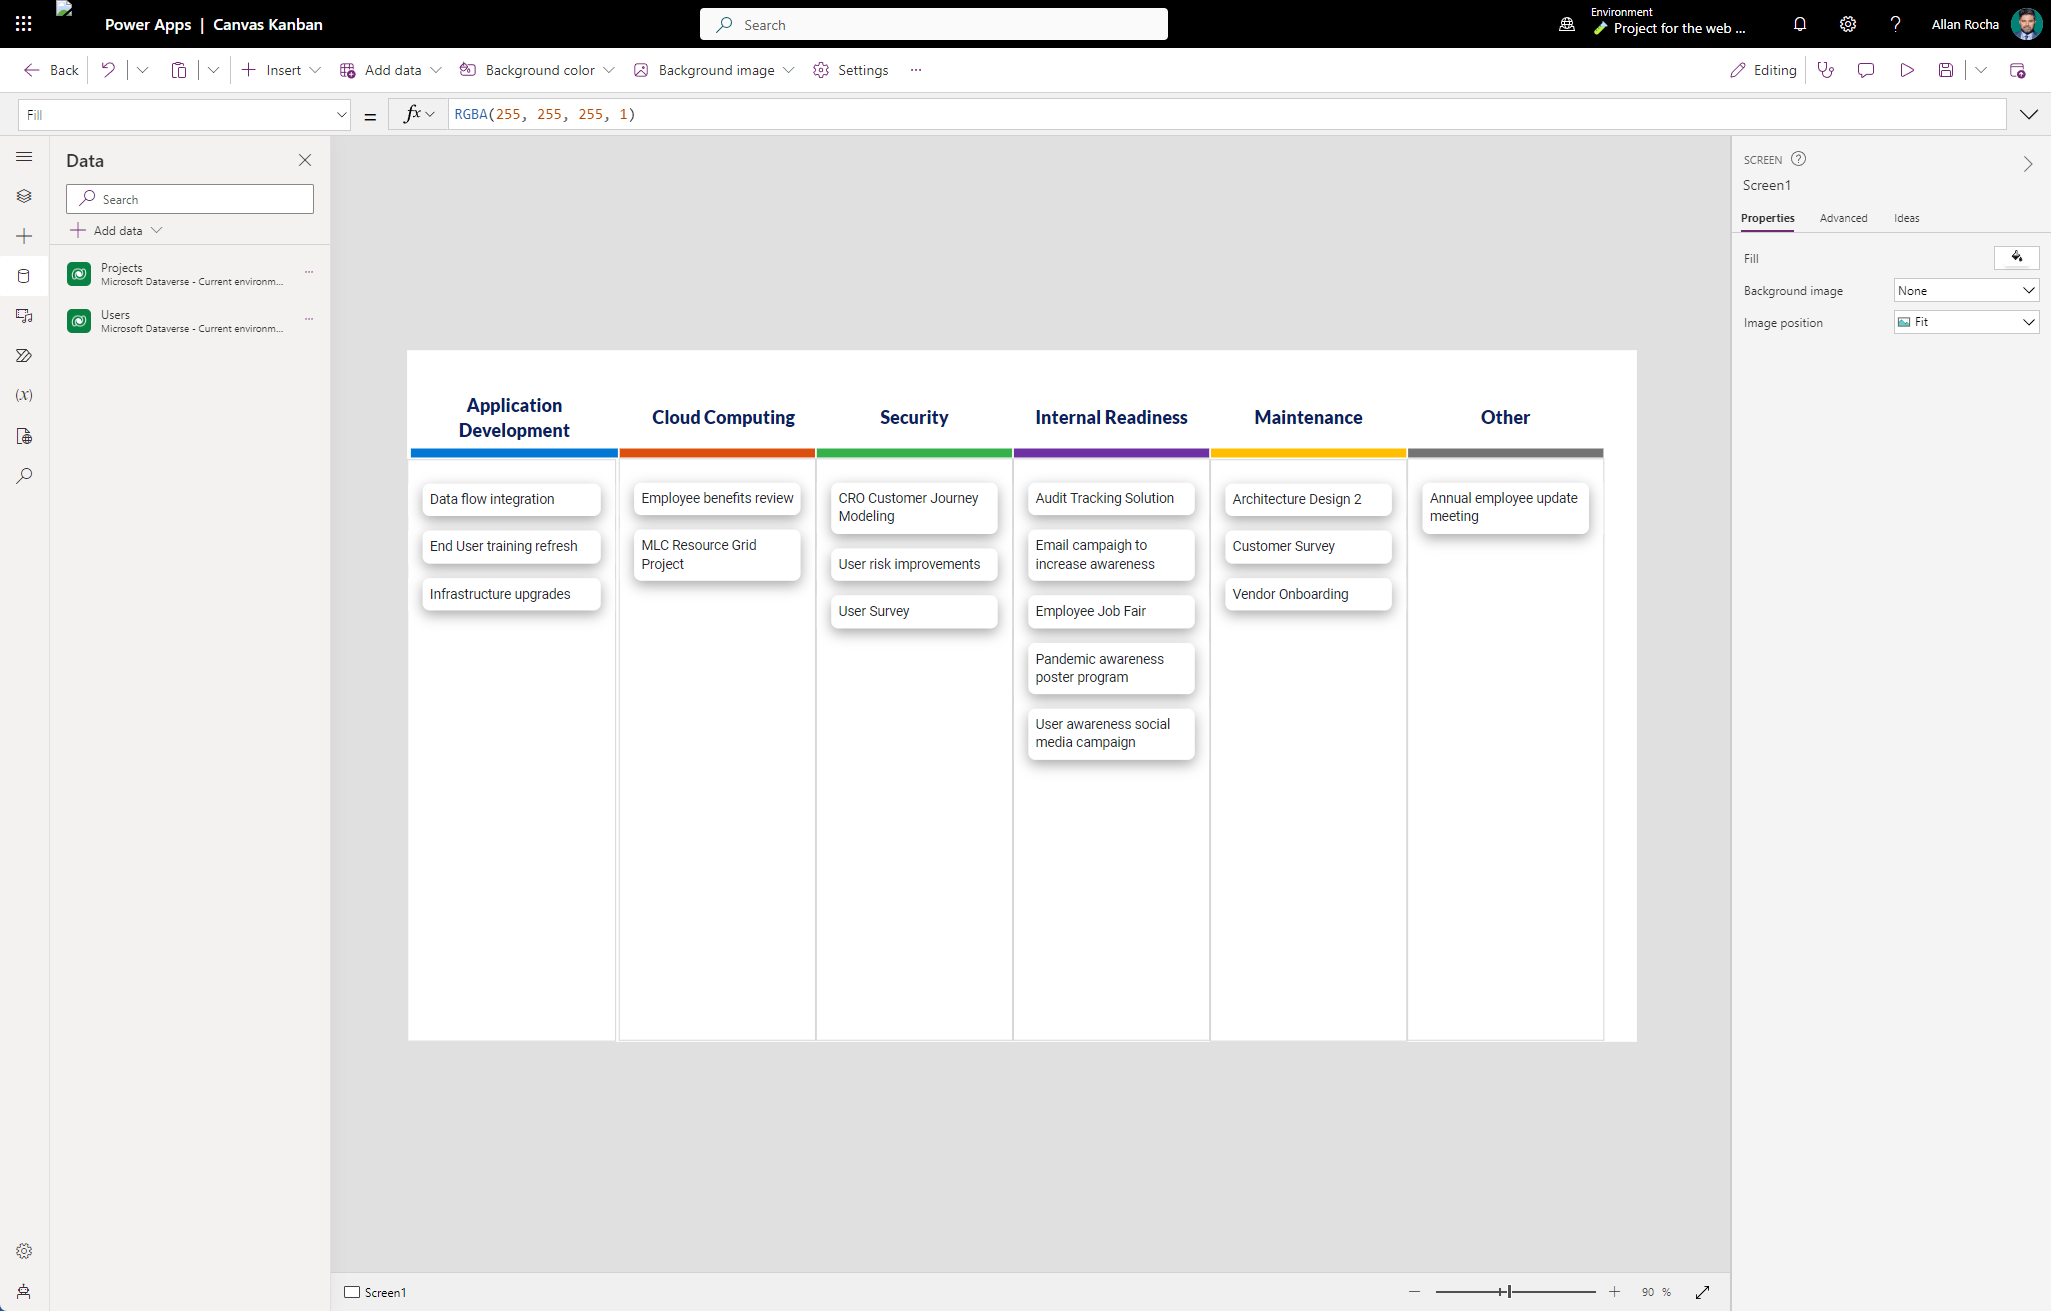 Power Apps | Canvas Kanban
Search
Environment
Project for the web ...
Allan Rocha
Back
Insert
Add data
Background color
Background image
Settings
...
Editing
Fill
=
fx
RGBA(255, 255, 255, 1)
Data
Search
Add data
Projects
Microsoft Dataverse - Current environm...
Users
Microsoft Dataverse - Current environm...
(x)
SCREEN
Screen1
Properties
Advanced
Ideas
Fill
Background image
None
Image position
Fit
Application
Development
Cloud Computing
Security
Internal Readiness
Maintenance
Other
Data flow integration
End User training refresh
Infrastructure upgrades
Employee benefits review
MLC Resource Grid
Project
CRO Customer Journey
Modeling
User risk improvements
User Survey
Audit Tracking Solution
Email campaigh to
increase awareness
Employee Job Fair
Pandemic awareness
poster program
User awareness social
media campaign
Architecture Design 2
Customer Survey
Vendor Onboarding
Annual employee update
meeting
Screen1
90 %